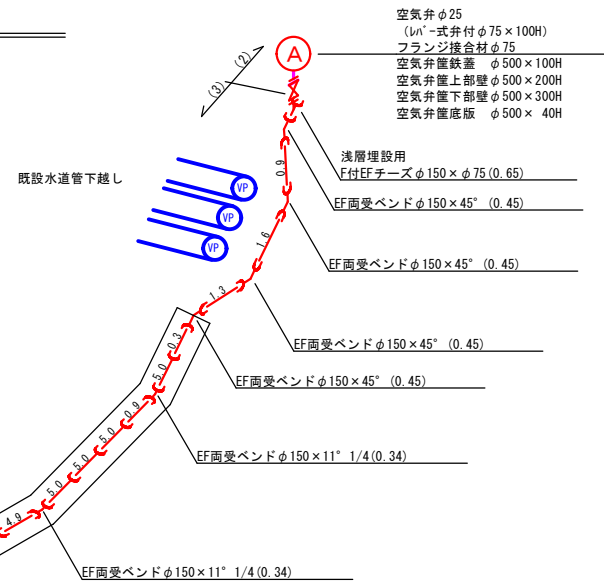 空気弁φ25
(ﾚﾊﾞｰ式弁付φ75×100H)
フランジ接合材φ75
空気弁筐鉄蓋 φ500×100H
空気弁筐上部壁φ500×200H
空気弁筐下部壁φ500×300H
空気弁筐底版 φ500× 40H
A
(2)
(3)
浅層埋設用
F付EFチーズφ150×φ75(0.65)
既設水道管下越し
VP
VP
VP
0.9
EF両受ベンドφ150×45° (0.45)
1.6
EF両受ベンドφ150×45° (0.45)
1.3
EF両受ベンドφ150×45° (0.45)
0.3
EF両受ベンドφ150×45° (0.45)
5.0
0.9
EF両受ベンドφ150×11° 1/4(0.34)
5.0
5.0
5.0
4.9
EF両受ベンドφ150×11° 1/4(0.34)